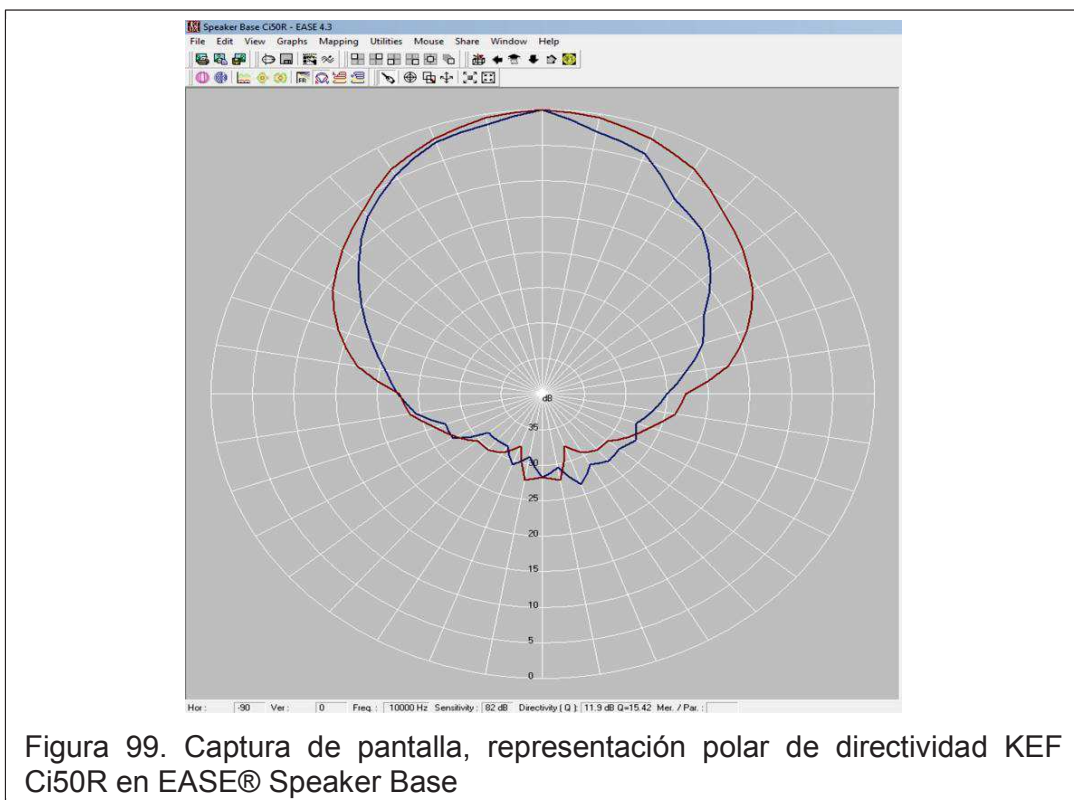 Speaker Base Ci50R - EASE 4.3
File Edit View Graphs Mapping Utilities Mouse Share Window Help
dB
35
30
25
20
15
10
5
0
Hor : -90 Ver : 0 Freq. : 10000 Hz Sensitivity : 82 dB Directivity ( Q ): 11.9 dB Q=15.42 Mer. / Par. :
Figura 99. Captura de pantalla, representación polar de directividad KEF
Ci50R en EASE® Speaker Base